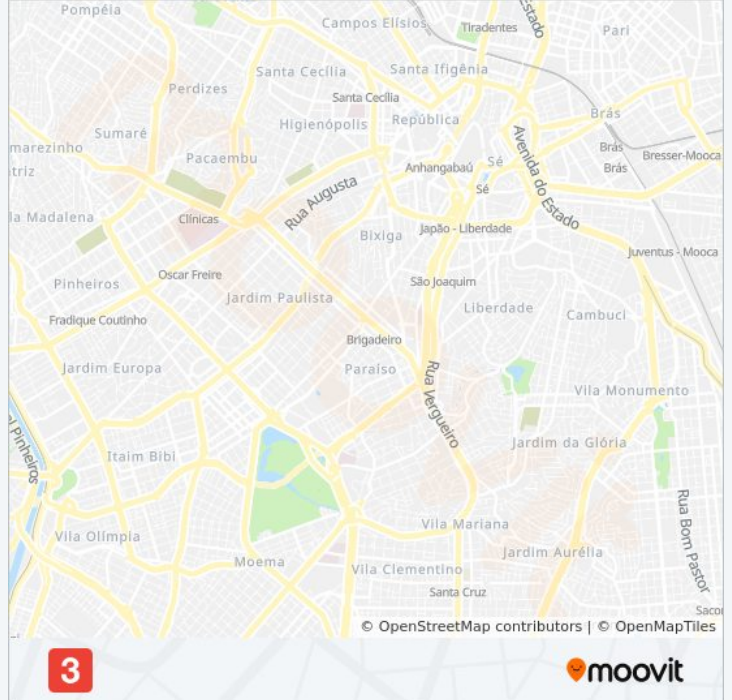 Pompéia
Campos Elísios
Estado
Tiradentes
Pari
Santa Cecília
Santa Ifigênia
Perdizes
Santa Cecília
Higienópolis
República
Brás
Sumaré
marezinho
Pacaembu
Anhangabaú
Sé
Avenida do Estado
Brás
Bresser-Mooca
Brás
triz
Sé
Rua Augusta
la Madalena
Clínicas
Bixiga
Japão - Liberdade
Juventus - Mooca
Oscar Freire
São Joaquim
Pinheiros
Jardim Paulista
Liberdade
Cambuci
Fradique Coutinho
Brigadeiro
Jardim Europa
Paraíso
Rua Vergueiro
Vila Monumento
el Pinheiros
Itaim Bibi
Jardim da Glória
Rua Bom Pastor
Vila Olímpia
Vila Mariana
Moema
Vila Clementino
Jardim Aurélia
Santa Cruz
Saco
© OpenStreetMap contributors | © OpenMapTiles
3
moovit